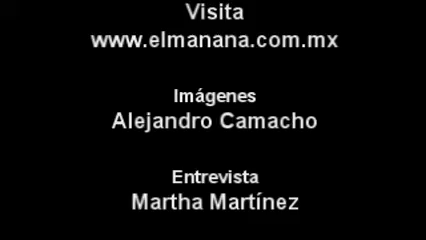 Visita
www.elmanana.com.mx
Imágenes
Alejandro Camacho
Entrevista
Martha Martínez